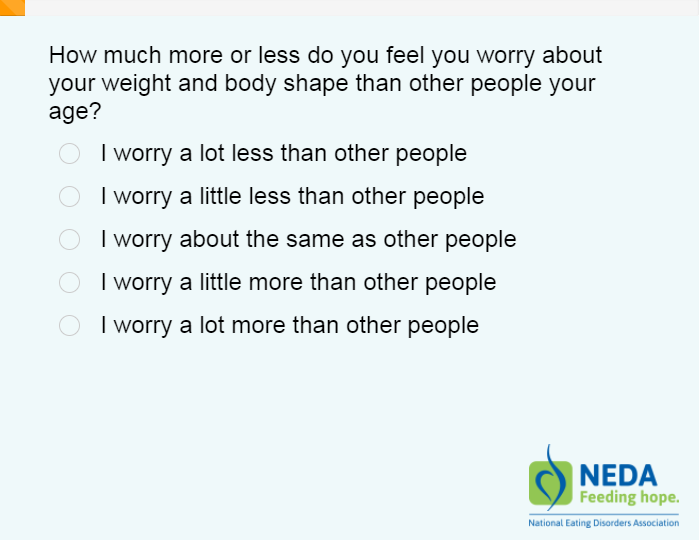 How much more or less do you feel you worry about
your weight and body shape than other people your
age?
I worry a lot less than other people
I worry a little less than other people
I worry about the same as other people
I worry a little more than other people
I worry a lot more than other people
NEDA
Feeding hope.
National Eating Disorders Association